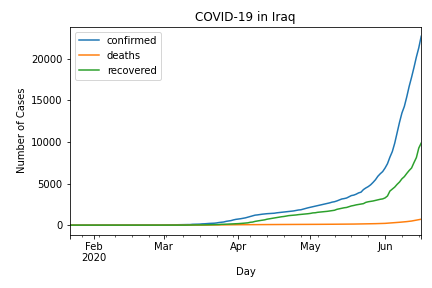 COVID-19 in Iraq
confirmed
deaths
recovered
Number of Cases
20000
15000
10000
5000
0
Feb Mar Apr May Jun
2020
Day